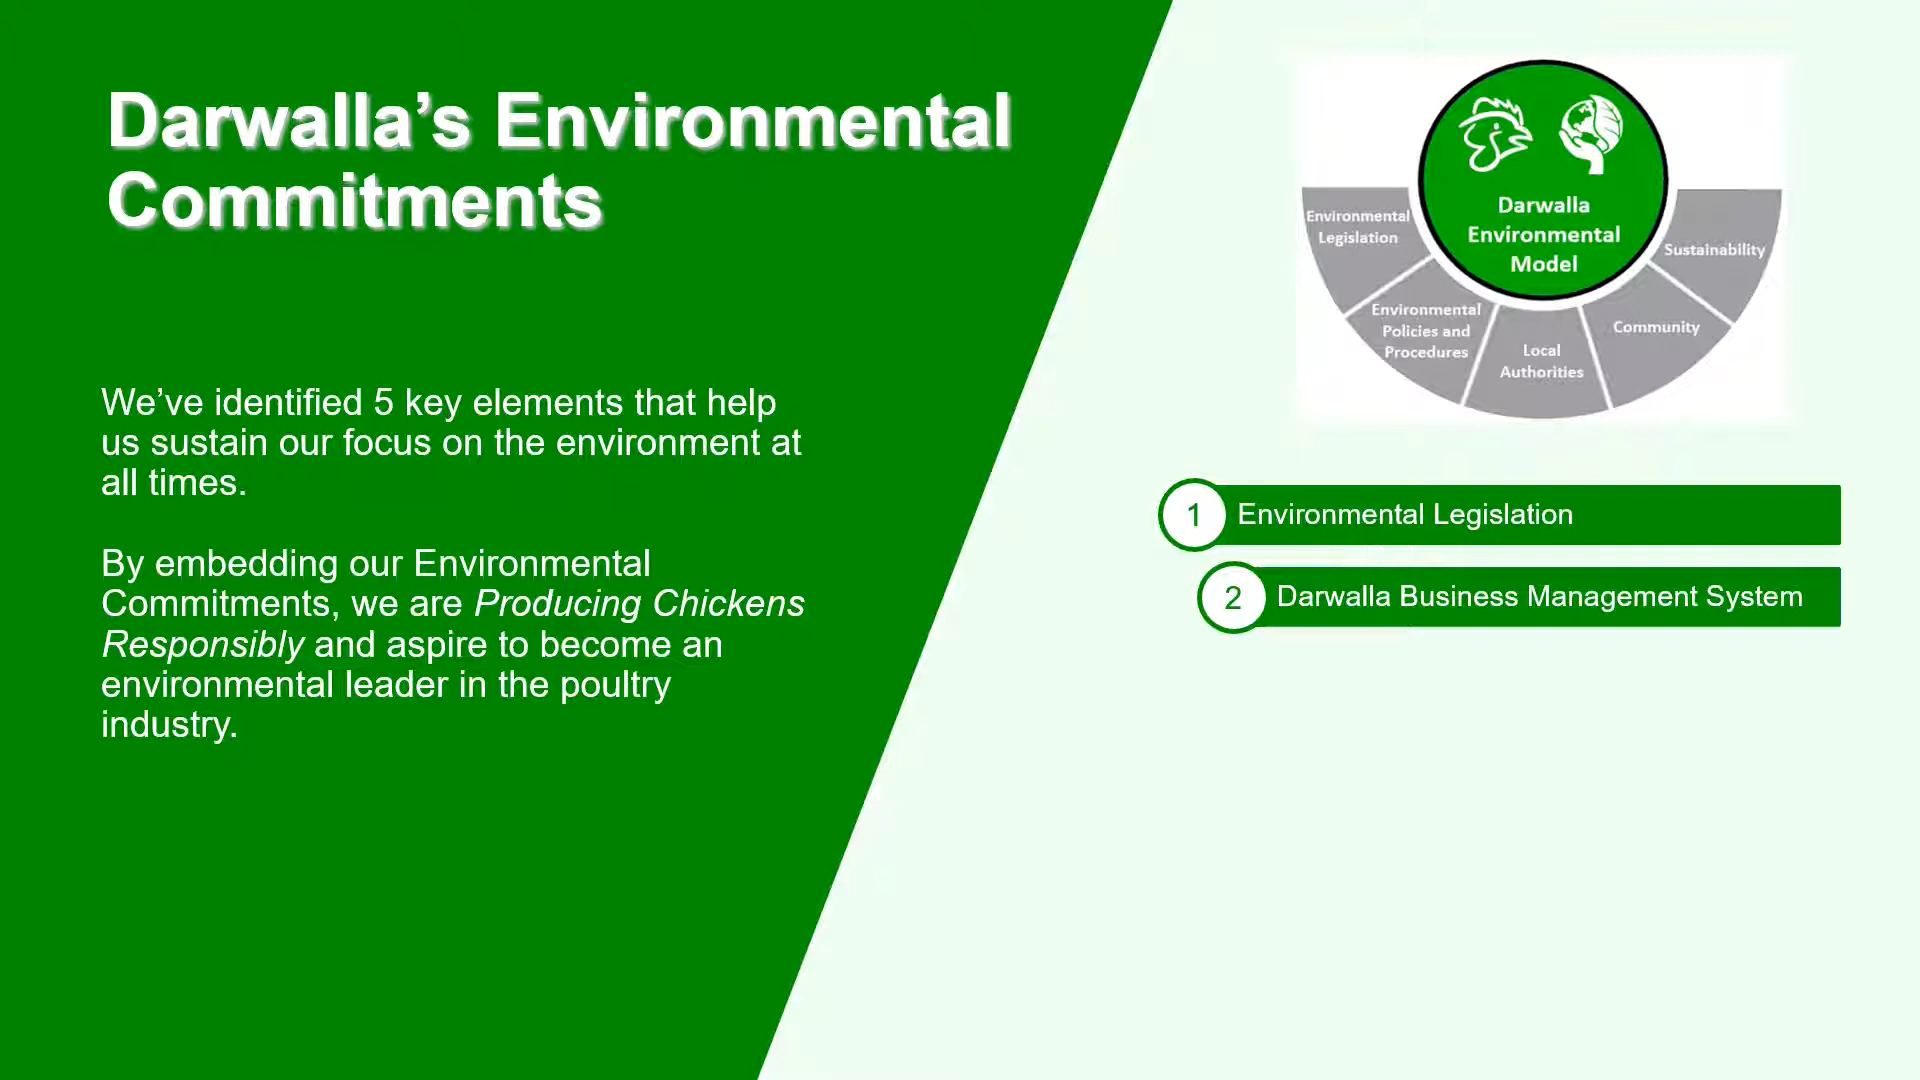 Darwalla’s Environmental
Commitments
We’ve identified 5 key elements that help
us sustain our focus on the environment at
all times.
By embedding our Environmental
Commitments, we are Producing Chickens
Responsibly and aspire to become an
environmental leader in the poultry
industry.
Darwalla
Environmental
Model
Environmental
Legislation
Environmental
Policies and
Procedures
Local
Authorities
Community
Sustainability
1 Environmental Legislation
2 Darwalla Business Management System